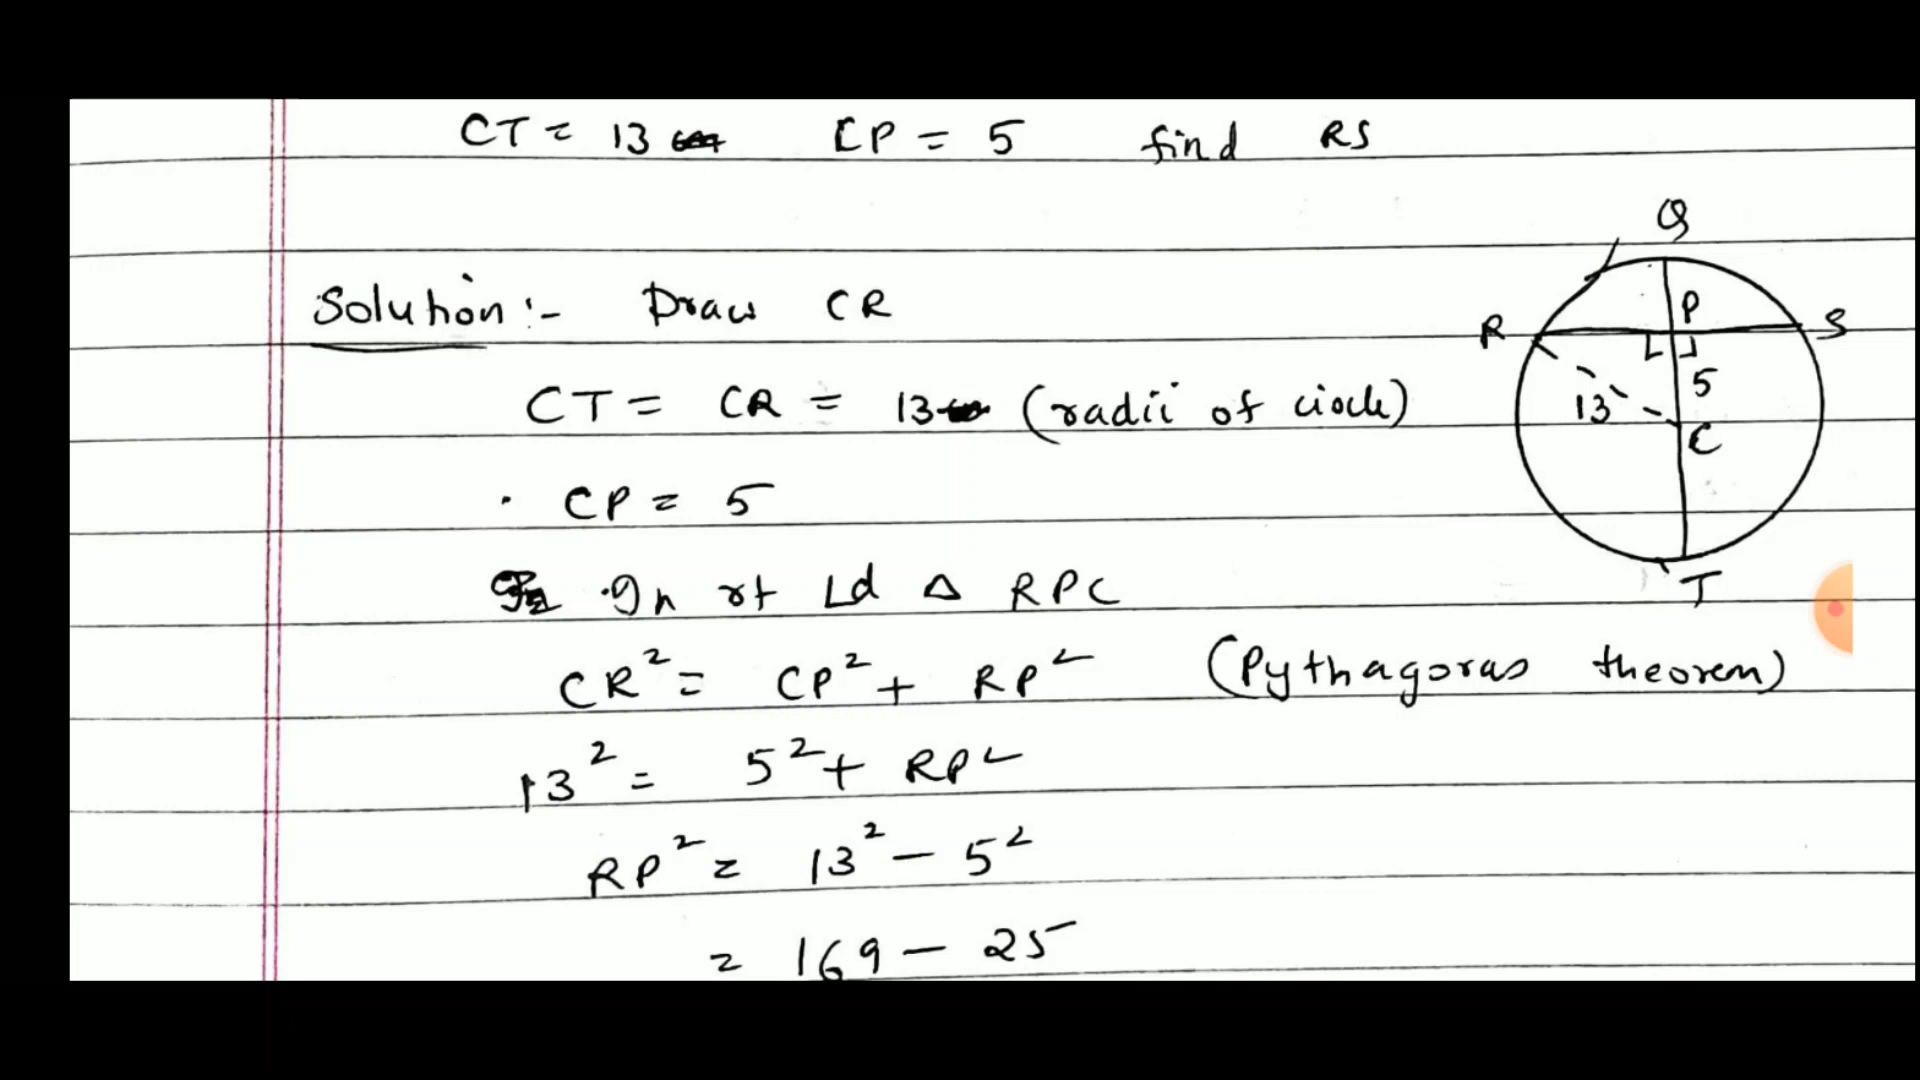 CT = 13 CP = 5 find RS
Solution :- Draw CR
CT = CR = 13 (radii of circle)
CP = 5
In rt Ld Δ RPC
CR² = CP² + RP² (Pythagoras theorem)
13² = 5² + RP²
RP² = 13² - 5²
= 169 - 25
Q
P
R S
5
13
C
T